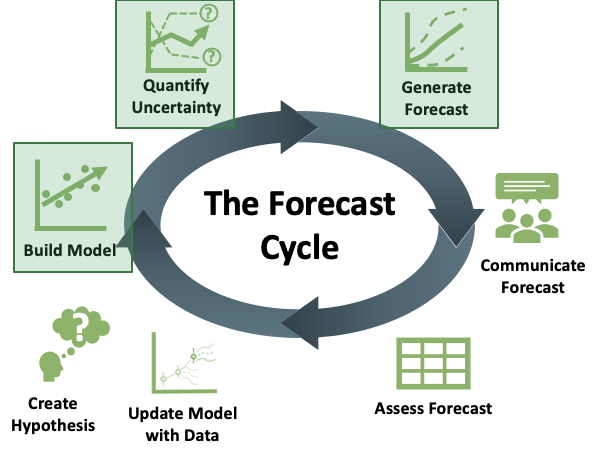 ?
?
Quantify
Uncertainty
Generate
Forecast
The Forecast
Cycle
Build Model
Communicate
Forecast
?
Create
Hypothesis
Update Model
with Data
Assess Forecast